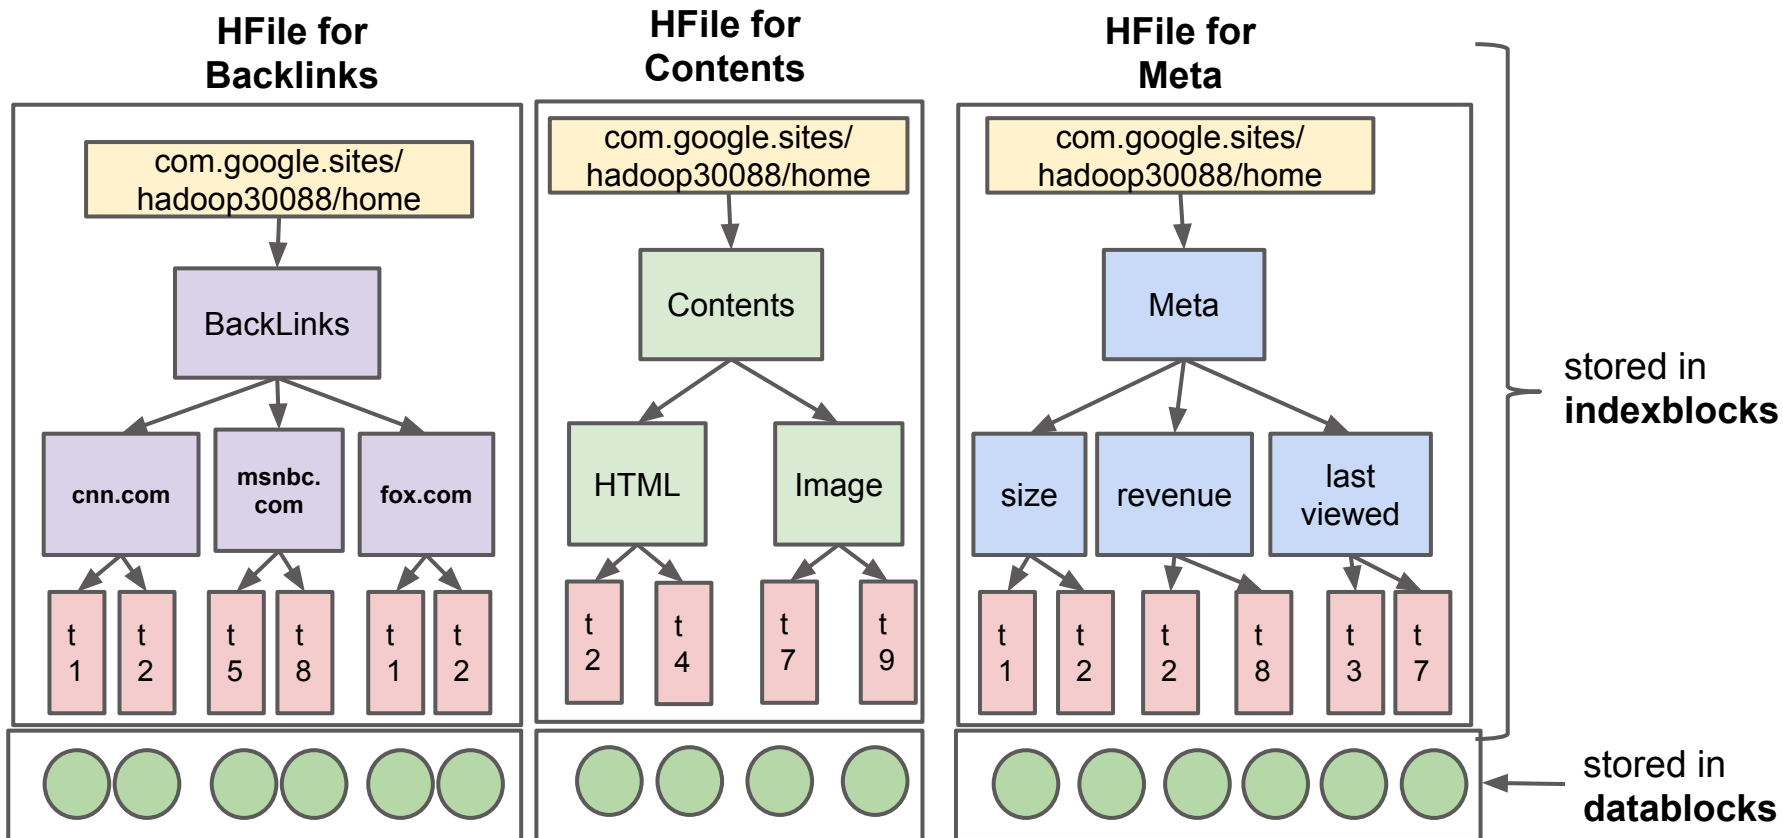 HFile for
Backlinks
HFile for
Contents
HFile for
Meta
com.google.sites/
hadoop30088/home
com.google.sites/
hadoop30088/home
com.google.sites/
hadoop30088/home
BackLinks
Contents
Meta
stored in
indexblocks
cnn.com
msnbc.
com
fox.com
HTML
Image
size
revenue
last
viewed
t
1
t
2
t
5
t
8
t
1
t
2
t
2
t
4
t
7
t
9
t
1
t
2
t
2
t
8
t
3
t
7
stored in
datablocks